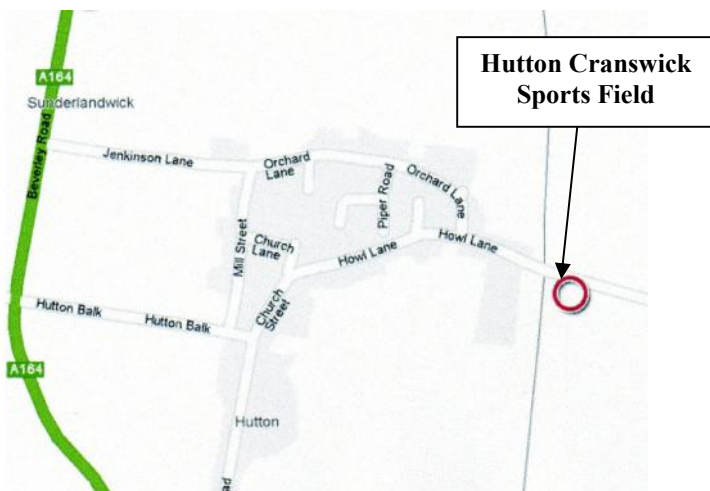 Hutton Cranswick
Sports Field
A164
Sunderlandwick
Beverley Road
Jenkinson Lane
Orchard
Lane
Piper Road
Orchard Lane
Mill Street
Church
Lane
Howl Lane
Howl Lane
Church
Street
Hutton Balk
Hutton Balk
A164
Hutton